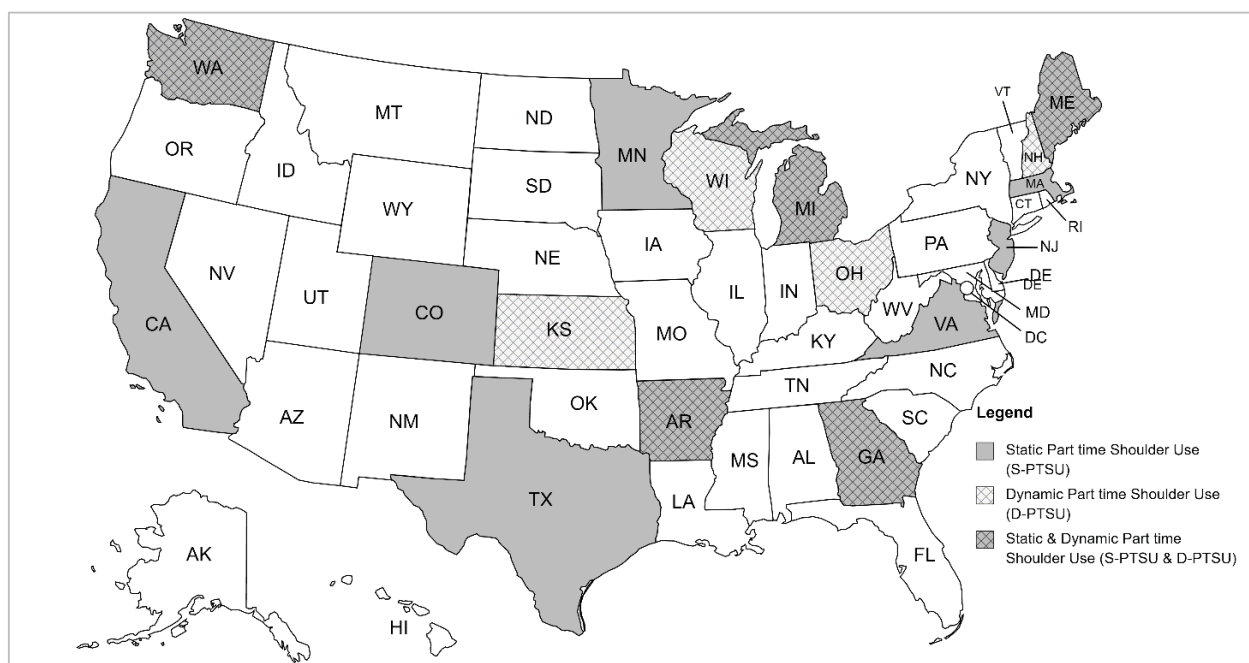 WA
VT
ME
MT
ND
OR
MN
NH
ID
WI
NY
MA
SD
MI
CT
WY
RI
IA
PA
NJ
NE
OH
DE
DE
NV
IL
IN
UT
MD
CO
WV
CA
VA
DC
KS
MO
KY
NC
TN
OK
AZ
NM
AR
SC
Legend
MS
AL
GA
Static Part time Shoulder Use
(S-PTSU)
TX
LA
Dynamic Part time Shoulder Use
(D-PTSU)
Static & Dynamic Part time
Shoulder Use (S-PTSU & D-PTSU)
AK
FL
HI